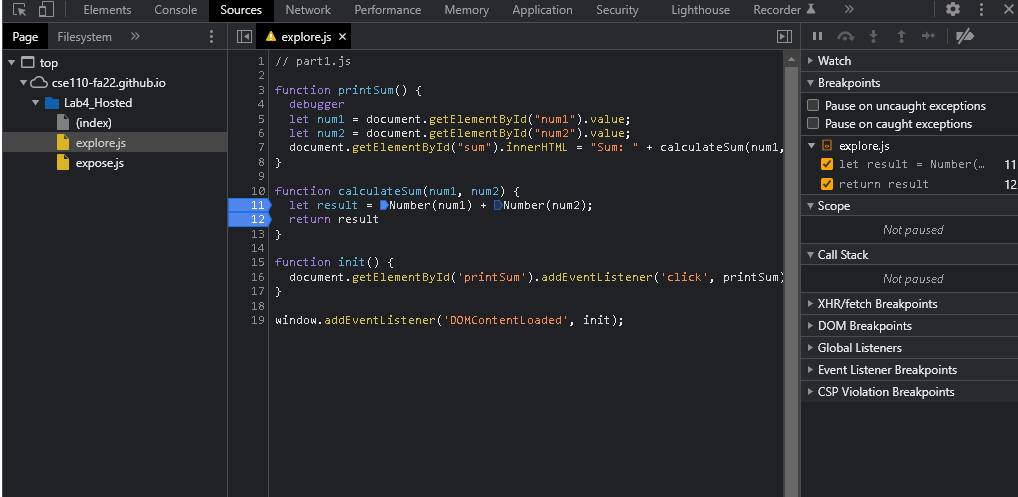 Elements Console Sources Network Performance Memory Application Security Lighthouse Recorder »
Page Filesystem » explore.js ×
top
cse110-fa22.github.io
Lab4_Hosted
(index)
explore.js
expose.js
1 // part1.js
2
3 function printSum() {
4 debugger
5 let num1 = document.getElementById("num1").value;
6 let num2 = document.getElementById("num2").value;
7 document.getElementById("sum").innerHTML = "Sum: " + calculateSum(num1,
8 }
9
10 function calculateSum(num1, num2) {
11 let result = Number(num1) + Number(num2);
12 return result
13 }
14
15 function init() {
16 document.getElementById('printSum').addEventListener('click', printSum)
17 }
18
19 window.addEventListener('DOMContentLoaded', init);
Watch
Breakpoints
Pause on uncaught exceptions
Pause on caught exceptions
explore.js
let result = Number(… 11
return result 12
Scope
Not paused
Call Stack
Not paused
XHR/fetch Breakpoints
DOM Breakpoints
Global Listeners
Event Listener Breakpoints
CSP Violation Breakpoints